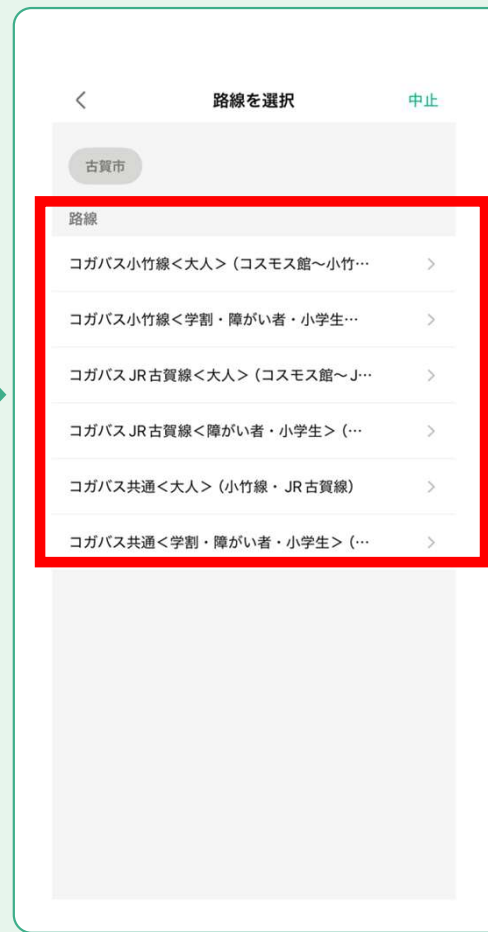 路線を選択 中止
古賀市
路線
コガバス小竹線<大人>（コスモス館～小竹…
コガバス小竹線<学割・障がい者・小学生…
コガバスJR古賀線<大人>（コスモス館～J…
コガバスJR古賀線<障がい者・小学生>（…
コガバス共通<大人>（小竹線・JR古賀線）
コガバス共通<学割・障がい者・小学生>（…